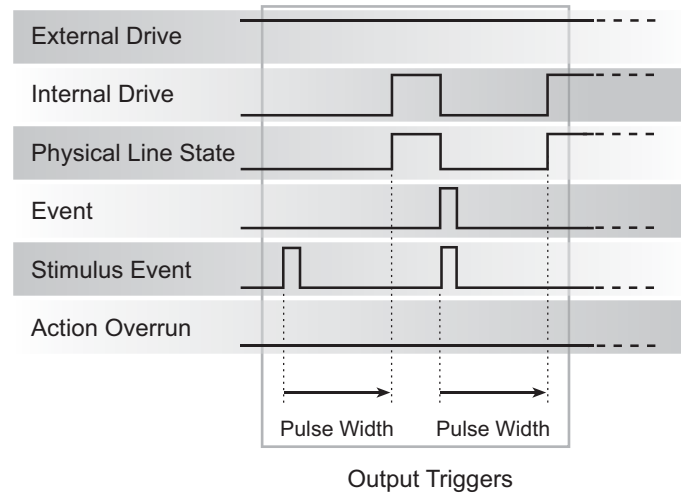 External Drive
Internal Drive
Physical Line State
Event
Stimulus Event
Action Overrun
Pulse Width Pulse Width
Output Triggers